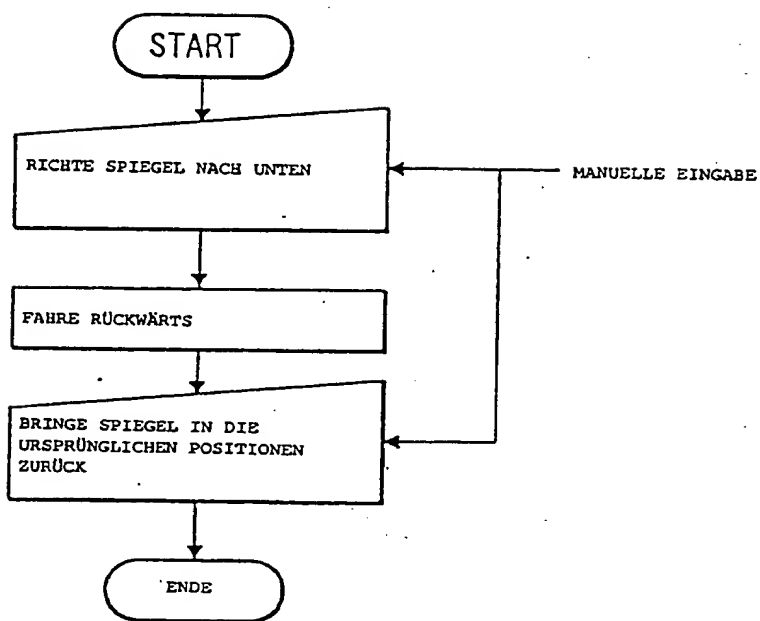 START
RICHTE SPIEGEL NACH UNTEN
MANUELLE EINGABE
FAHRE RÜCKWÄRTS
BRINGE SPIEGEL IN DIE
URSPRÜNGLICHEN POSITIONEN
ZURÜCK
ENDE